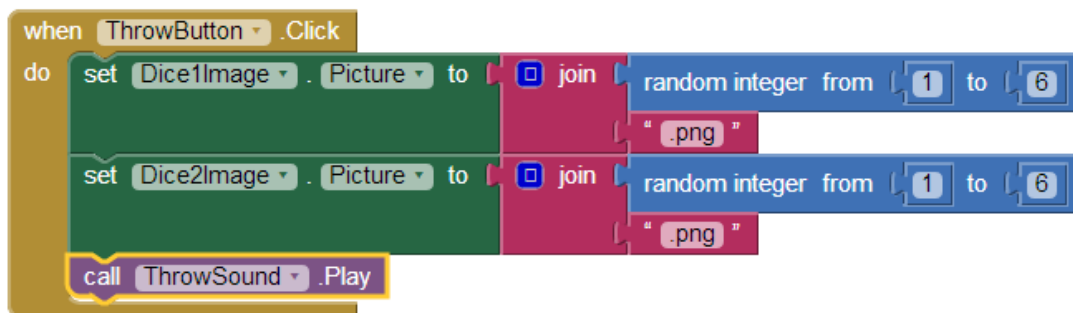 when ThrowButton .Click
do set Dice1Image . Picture to join random integer from 1 to 6
" .png "
set Dice2Image . Picture to join random integer from 1 to 6
" .png "
call ThrowSound .Play